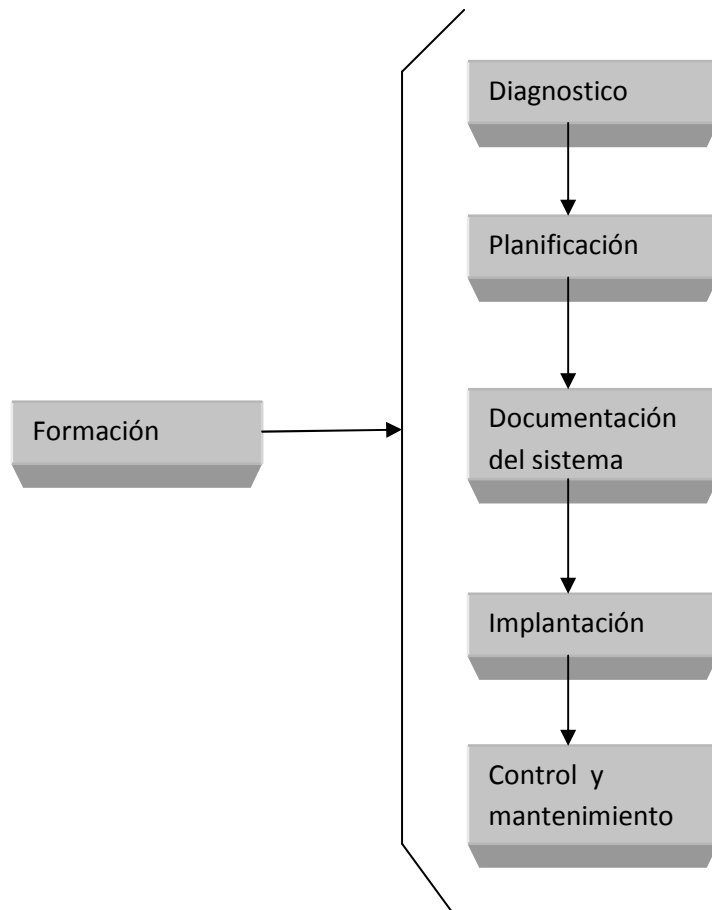 Diagnostico
Planificación
Formación
Documentación
del sistema
Implantación
Control y
mantenimiento